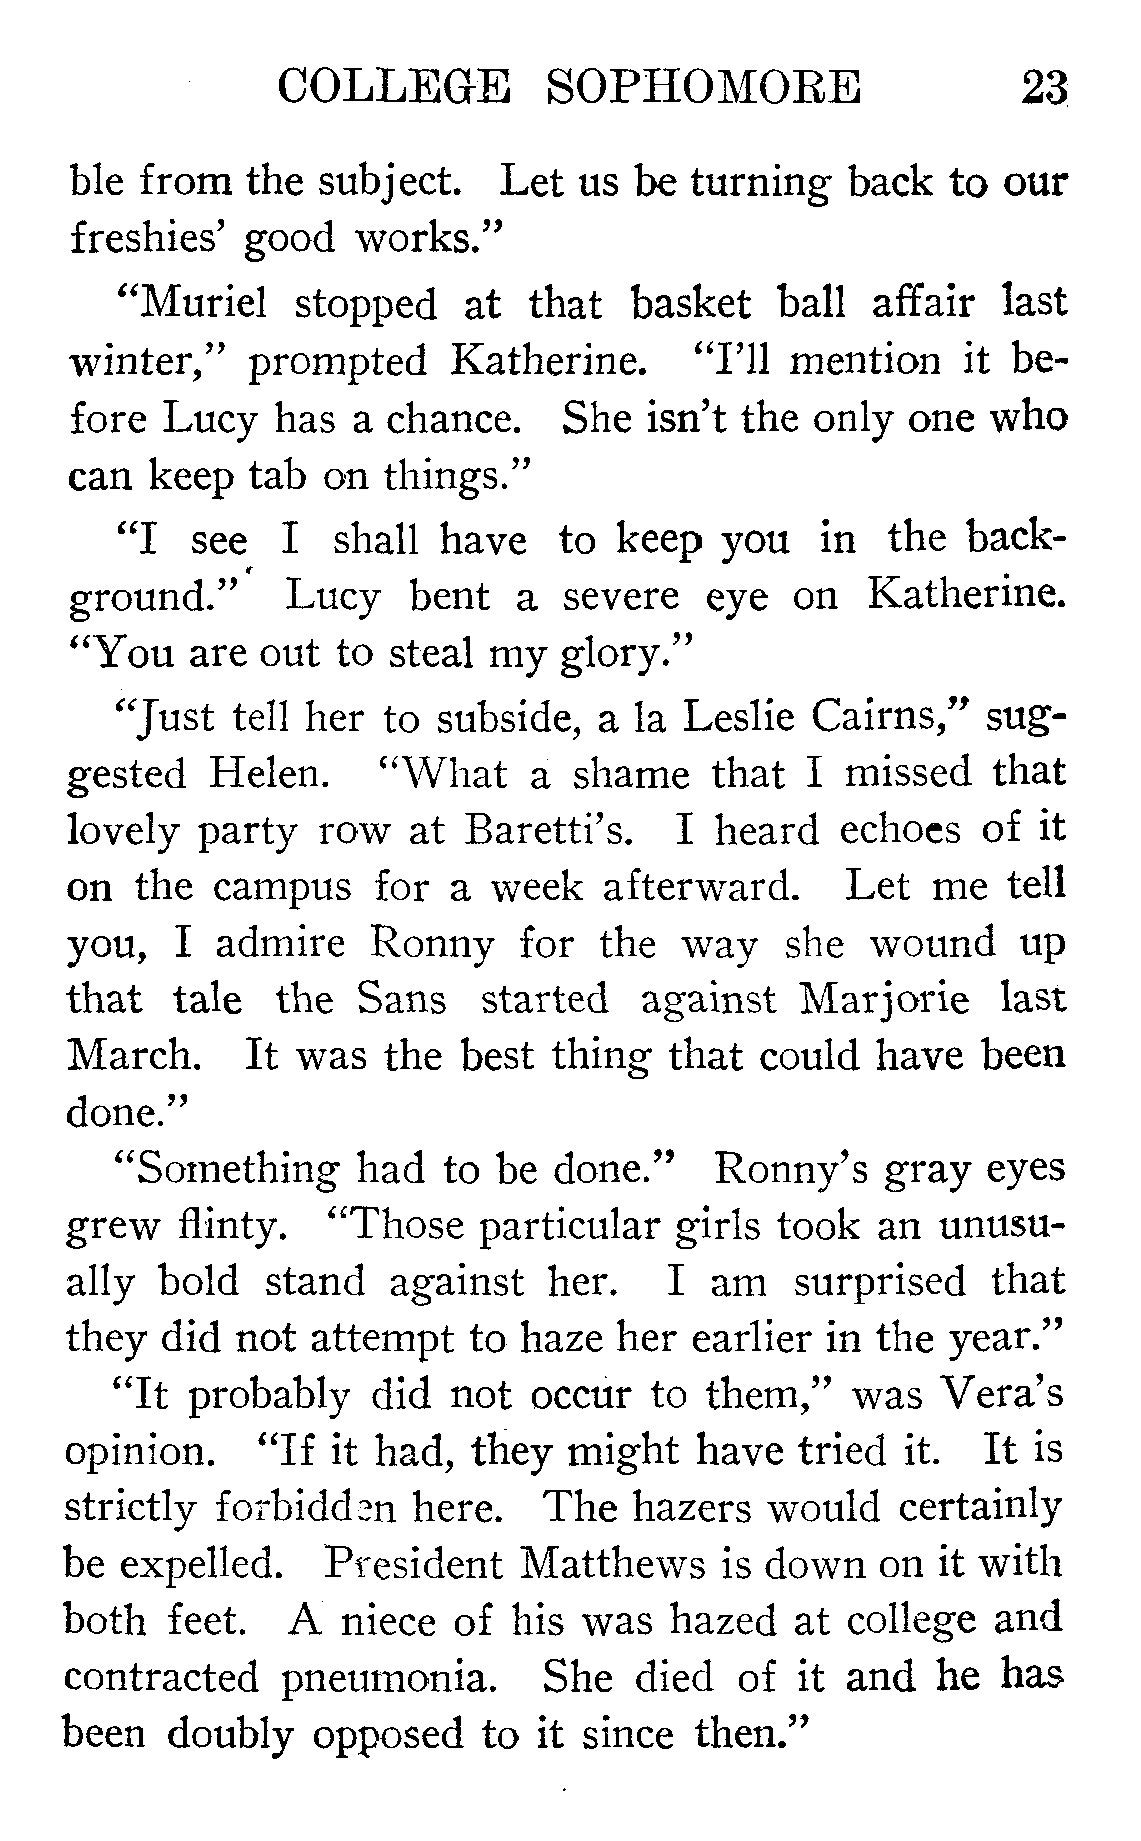 COLLEGE SOPHOMORE 23
ble from the subject. Let us be turning back to our
freshies’ good works.”
“Muriel stopped at that basket ball affair last
winter,” prompted Katherine. “I’ll mention it be-
fore Lucy has a chance. She isn’t the only one who
can keep tab on things.”
“I see I shall have to keep you in the back-
ground.” Lucy bent a severe eye on Katherine.
“You are out to steal my glory.”
“Just tell her to subside, a la Leslie Cairns,” sug-
gested Helen. “What a shame that I missed that
lovely party row at Baretti’s. I heard echoes of it
on the campus for a week afterward. Let me tell
you, I admire Ronny for the way she wound up
that tale the Sans started against Marjorie last
March. It was the best thing that could have been
done.”
“Something had to be done.” Ronny’s gray eyes
grew flinty. “Those particular girls took an unusu-
ally bold stand against her. I am surprised that
they did not attempt to haze her earlier in the year.”
“It probably did not occur to them,” was Vera’s
opinion. “If it had, they might have tried it. It is
strictly forbidden here. The hazers would certainly
be expelled. President Matthews is down on it with
both feet. A niece of his was hazed at college and
contracted pneumonia. She died of it and he has
been doubly opposed to it since then.”